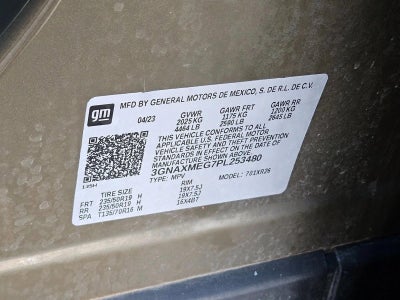 gm
MFD BY GENERAL MOTORS DE MEXICO, S. DE R.L. DE C.V.
04/23 GVWR GAWR FRT GAWR RR
2025 KG 1175 KG 1200 KG
4464 LB 2590 LB 2645 LB
THIS VEHICLE CONFORMS TO ALL
APPLICABLE U.S. FEDERAL MOTOR
VEHICLE SAFETY AND THEFT PREVENTION
STANDARDS IN EFFECT ON THE DATE OF
MANUFACTURE SHOWN ABOVE.
3GNAXMEG7PL253480
TYPE: MPV MODEL:
TIRE SIZE RIM
FRT 235/50R19 H 19X7.5J
RR 235/50R19 H 19X7.5J
SPA T135/70R16 M 16X4BT